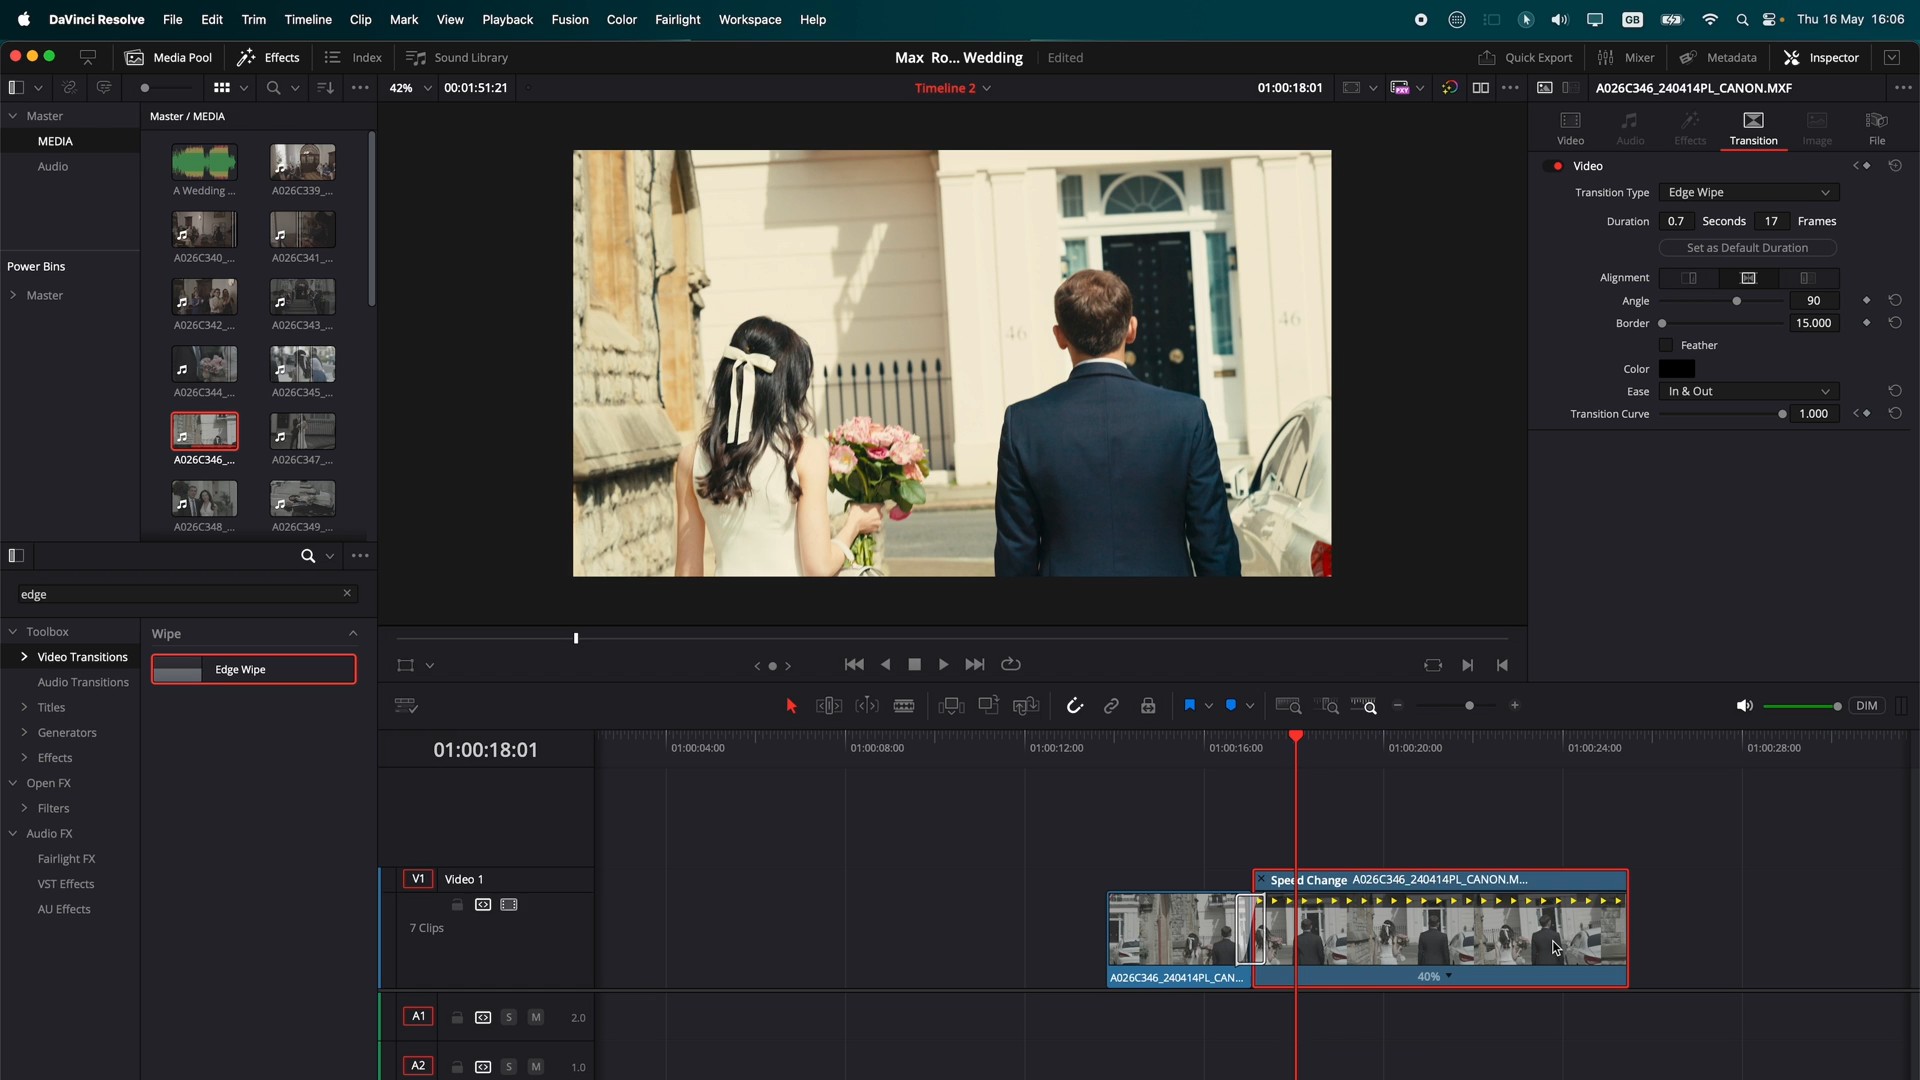 DaVinci Resolve File Edit Trim Timeline Clip Mark View Playback Fusion Color Fairlight Workspace Help GB Thu 16 May 16:06
Media Pool Effects Index Sound Library Max Ro... Wedding Edited Quick Export Mixer Metadata Inspector
42% 00:01:51:21 Timeline 2 01:00:18:01 PXY A026C346_240414PL_CANON.MXF
Master Master / MEDIA
MEDIA
Audio
A Wedding ... A026C339_...
A026C340_... A026C341_...
Power Bins
Master
A026C342_... A026C343_...
A026C344_... A026C345_...
A026C346_... A026C347_...
A026C348_... A026C349_...
46 46
Video Audio Effects Transition Image File
Video
Transition Type Edge Wipe
Duration 0.7 Seconds 17 Frames
Set as Default Duration
Alignment
Angle 90
Border 15.000
Feather
Color
Ease In & Out
Transition Curve 1.000
edge
Toolbox Wipe
Video Transitions Edge Wipe
Audio Transitions
Titles
Generators
Effects
Open FX
Filters
Audio FX
Fairlight FX
VST Effects
AU Effects
DIM
01:00:18:01 01:00:04:00 01:00:08:00 01:00:12:00 01:00:16:00 01:00:20:00 01:00:24:00 01:00:28:00
V1 Video 1
7 Clips
Speed Change A026C346_240414PL_CANON.M...
A026C346_240414PL_CAN... 40%
A1 S M 2.0
A2 S M 1.0